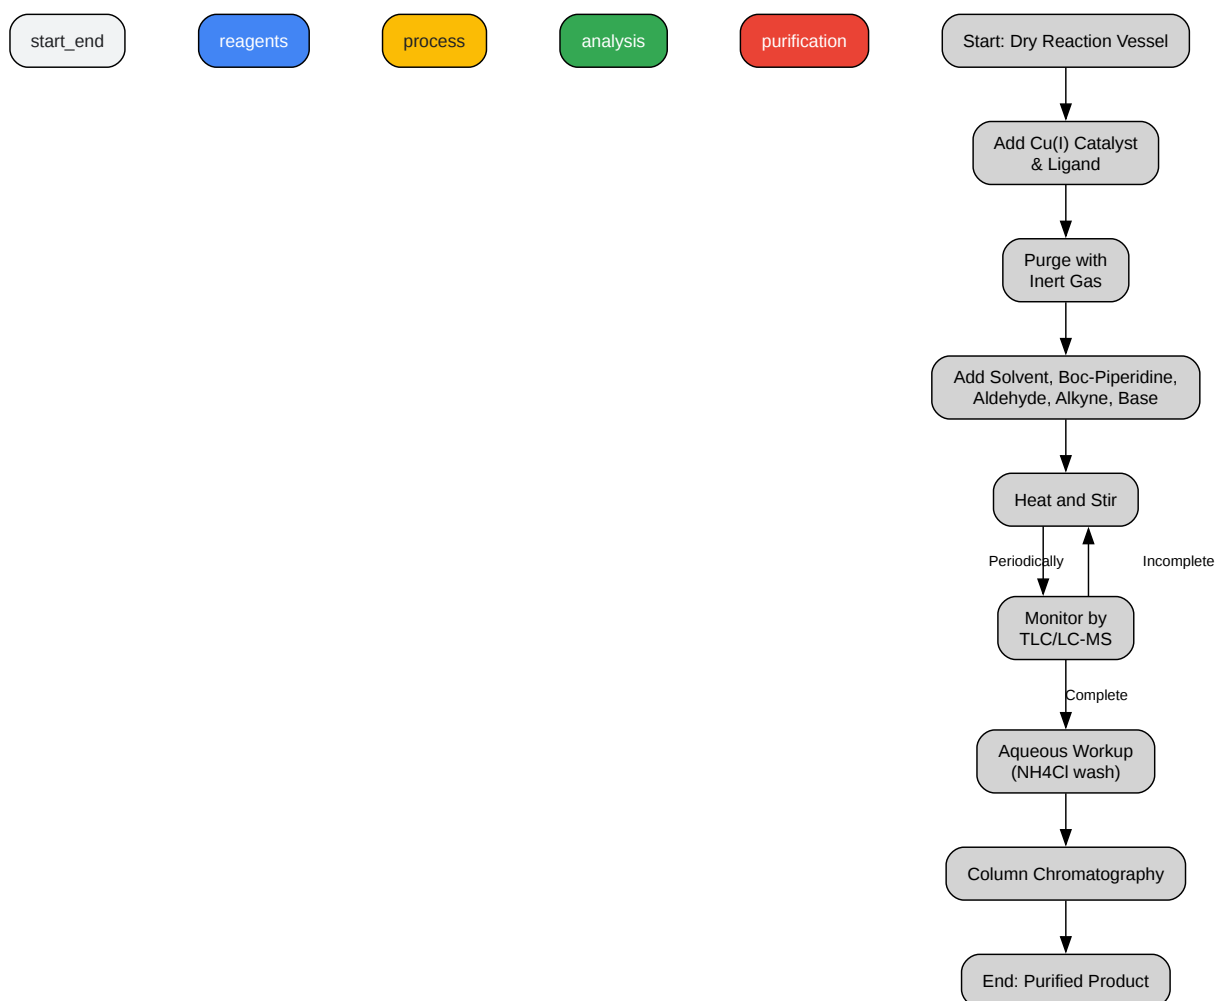 start_end
reagents
process
analysis
purification
Start: Dry Reaction Vessel
Add Cu(I) Catalyst
& Ligand
Purge with
Inert Gas
Add Solvent, Boc-Piperidine,
Aldehyde, Alkyne, Base
Heat and Stir
Periodically
Incomplete
Monitor by
TLC/LC-MS
Complete
Aqueous Workup
(NH4Cl wash)
Column Chromatography
End: Purified Product